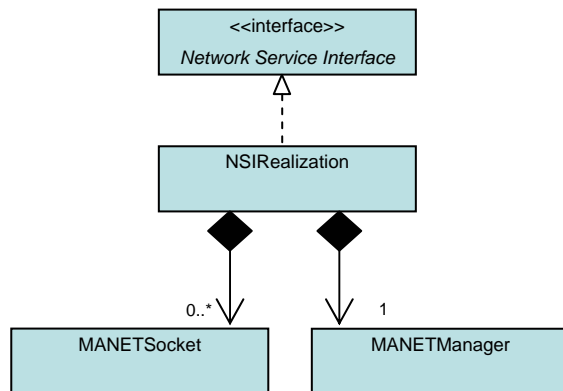 <<interface>>
Network Service Interface
NSIRealization
0..*
1
MANETSocket
MANETManager